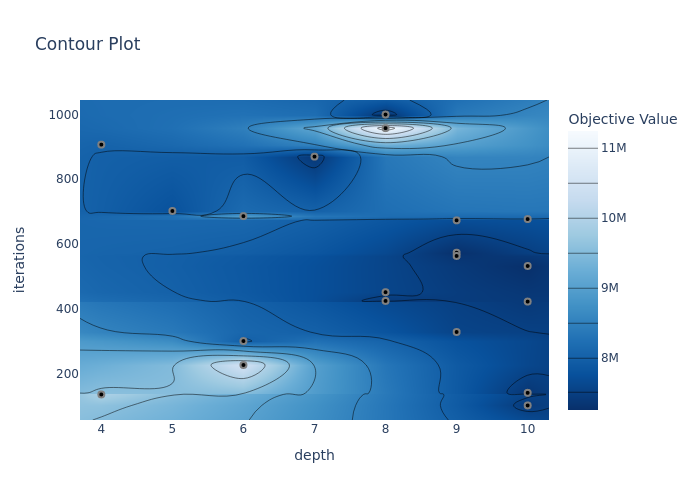 Contour Plot
Objective Value
1000
800
600
400
200
iterations
4 5 6 7 8 9 10
depth
11M
10M
9M
8M